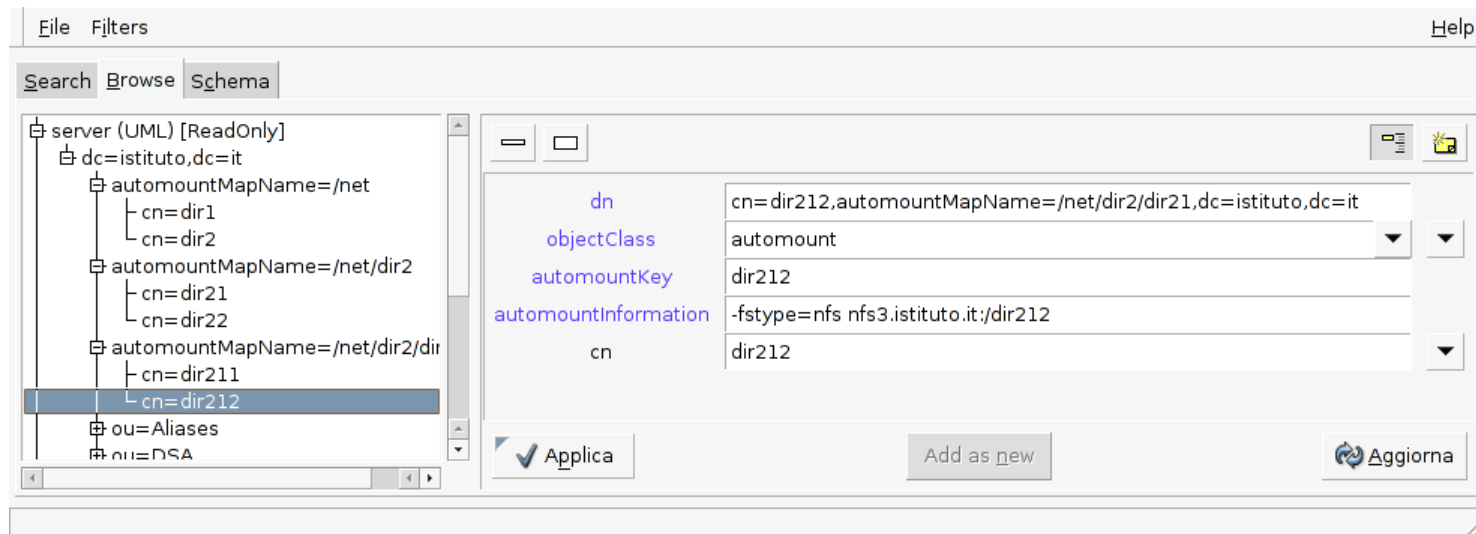 File Filters Help
Search Browse Schema
server (UML) [ReadOnly]
dc=istituto,dc=it
automountMapName=/net
cn=dir1
cn=dir2
automountMapName=/net/dir2
cn=dir21
cn=dir22
automountMapName=/net/dir2/dir
cn=dir211
cn=dir212
ou=Aliases
ou=DSA
dn cn=dir212,automountMapName=/net/dir2/dir21,dc=istituto,dc=it
objectClass automount
automountKey dir212
automountInformation -fstype=nfs nfs3.istituto.it:/dir212
cn dir212
Applica Add as new Aggiorna